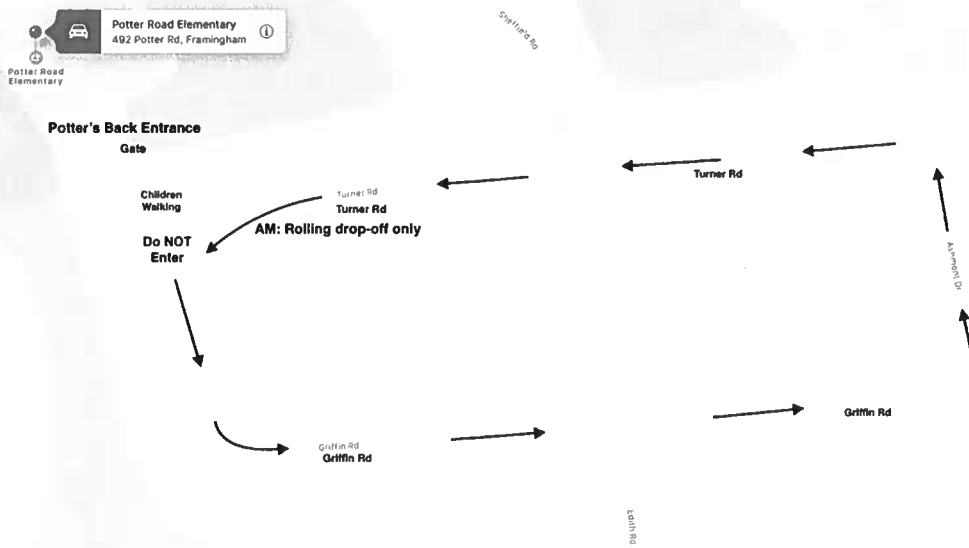 Potter Road Elementary
492 Potter Rd, Framingham
Potter Road
Elementary
Sheffield Rd
Potter's Back Entrance
Gate
Children
Walking
Do NOT
Enter
Turner Rd
Turner Rd
AM: Rolling drop-off only
Turner Rd
Ashmont Dr
Griffin Rd
Griffin Rd
Griffin Rd
Edith Rd